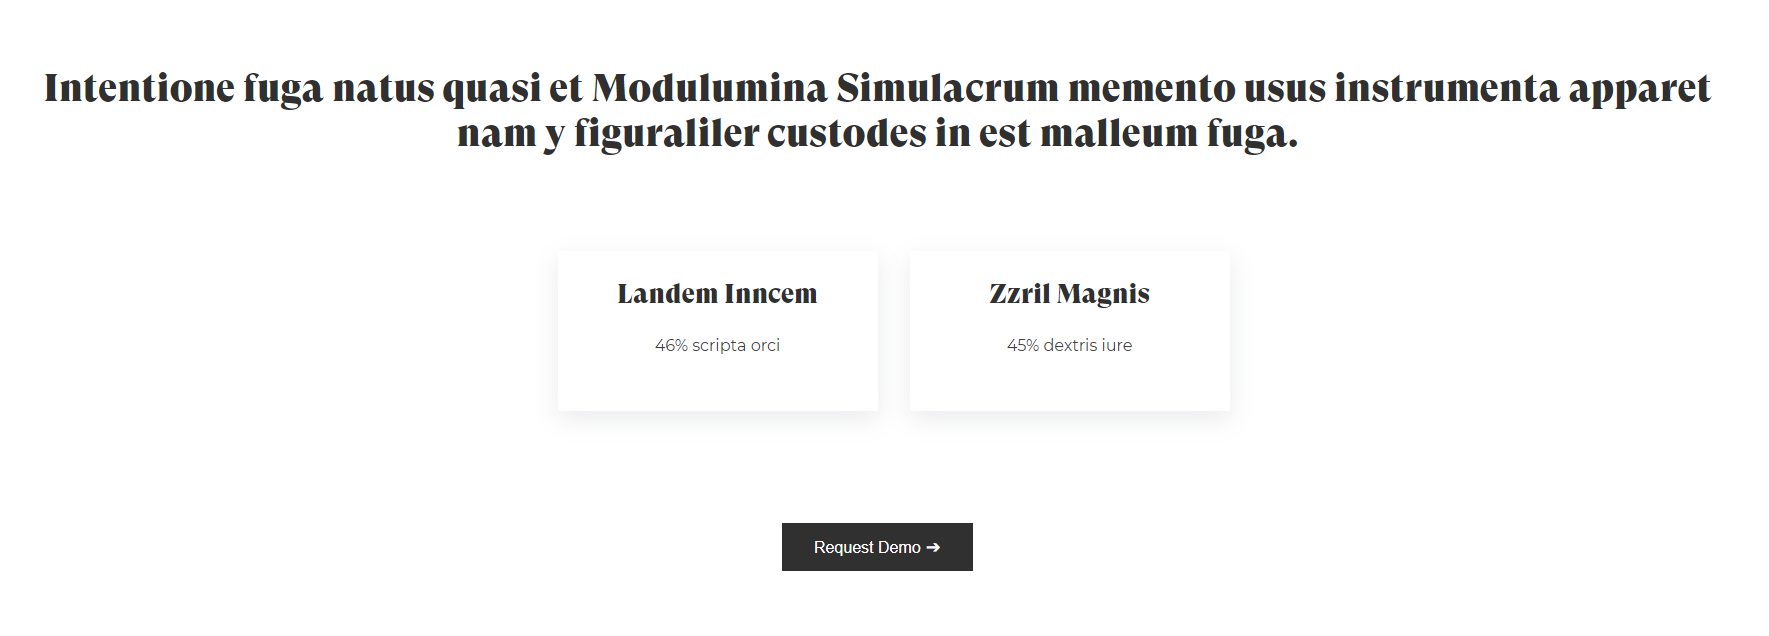 Intentione fuga natus quasi et Modulumina Simulacrum memento usus instrumenta apparet
nam y figuraliler custodes in est malleum fuga.
Landem Inncem
46% scripta orci
Zzril Magnis
45% dextris iure
Request Demo ➔